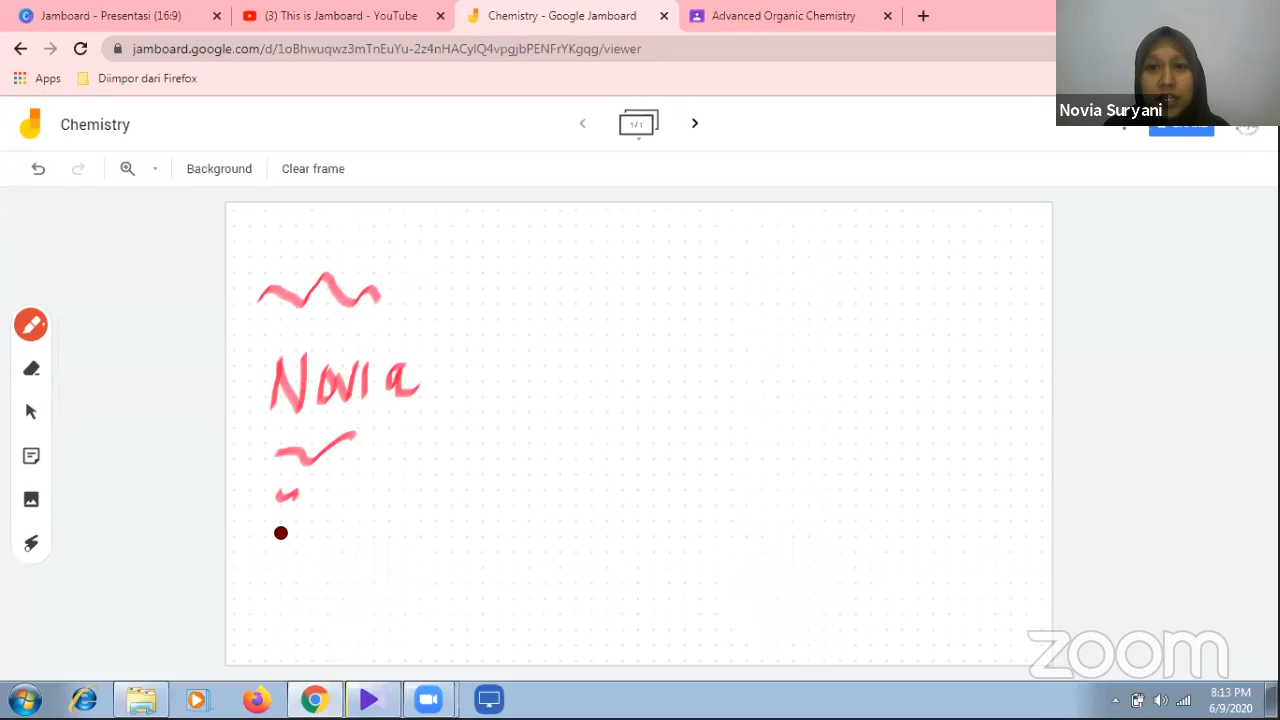 Jamboard - Presentasi (16:9)
(3) This is Jamboard - YouTube
Chemistry - Google Jamboard
Advanced Organic Chemistry
jamboard.google.com/d/1oBhwuqwz3mTnEuYu-2z4nHACylQ4vpgjbPENFrYKgqg/viewer
Apps
Diimpor dari Firefox
Novia Suryani
Chemistry
1/1
Background
Clear frame
Novia
zoom
8:13 PM
6/9/2020